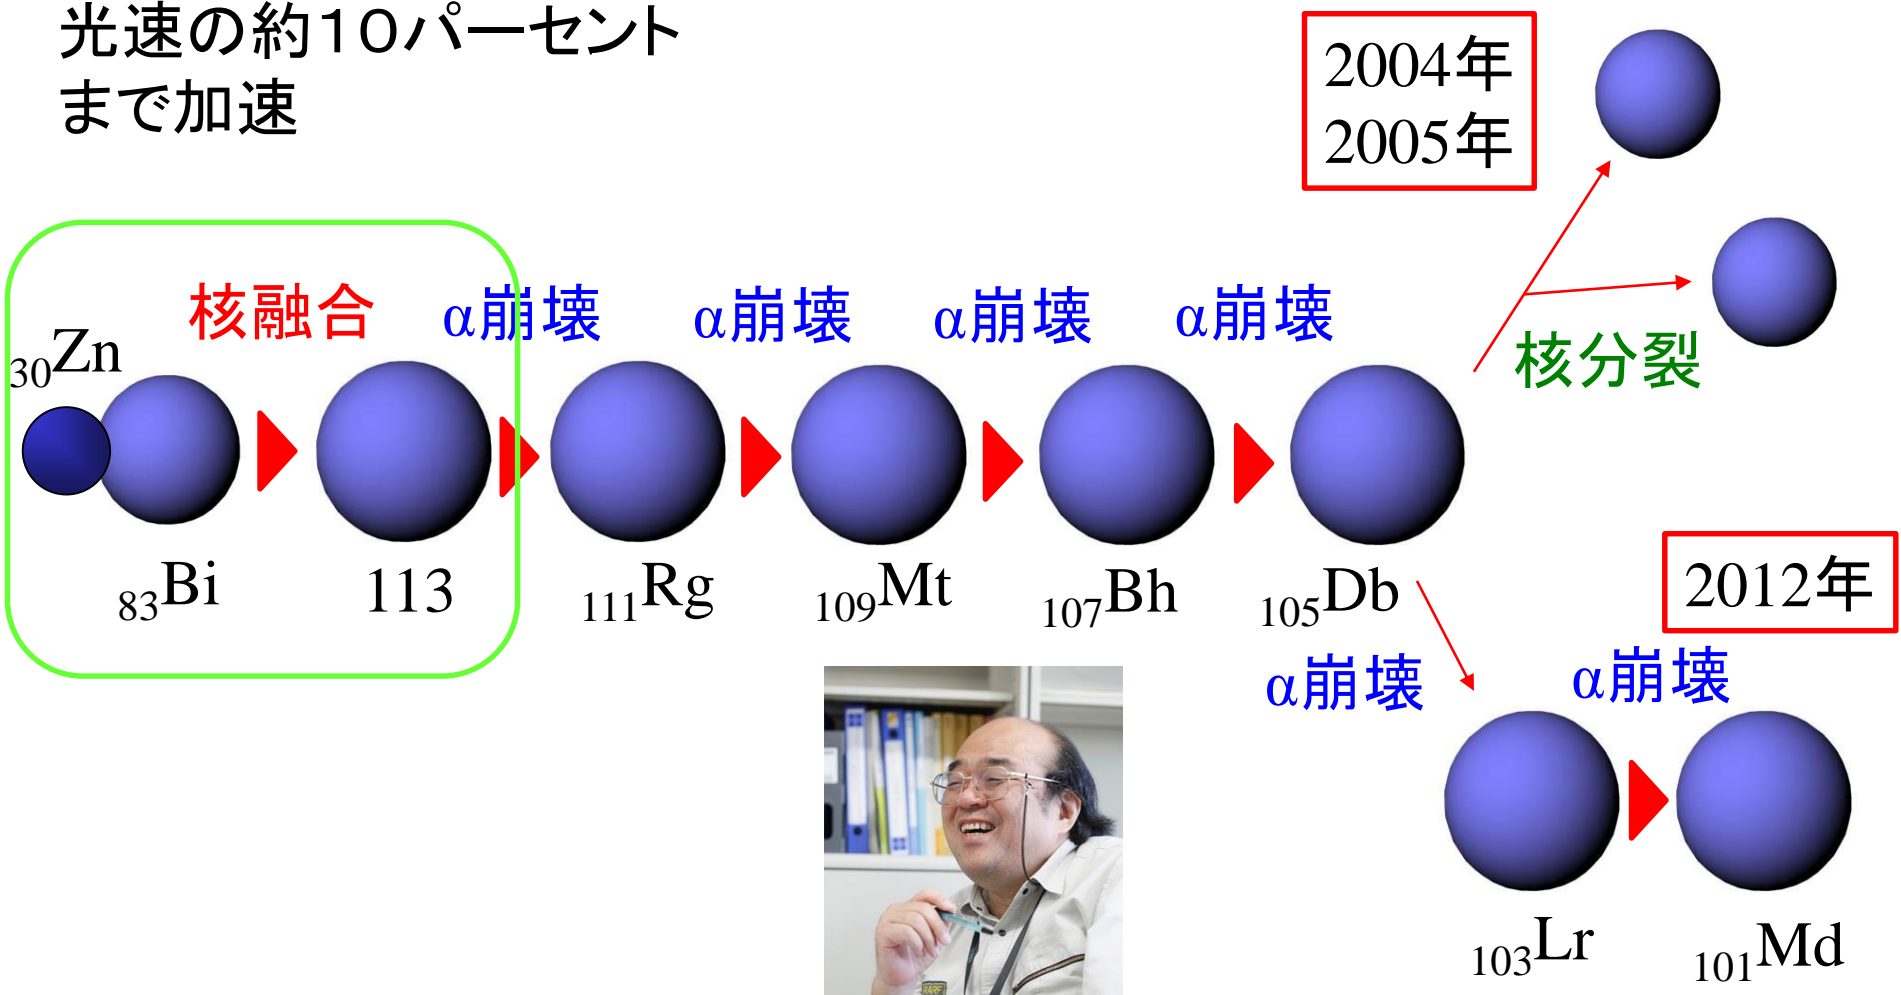 光速の約10パーセント
まで加速
2004年
2005年
核融合
α崩壊
α崩壊
α崩壊
α崩壊
核分裂
30Zn
83Bi
113
111Rg
109Mt
107Bh
105Db
2012年
α崩壊
α崩壊
103Lr
101Md
RARF